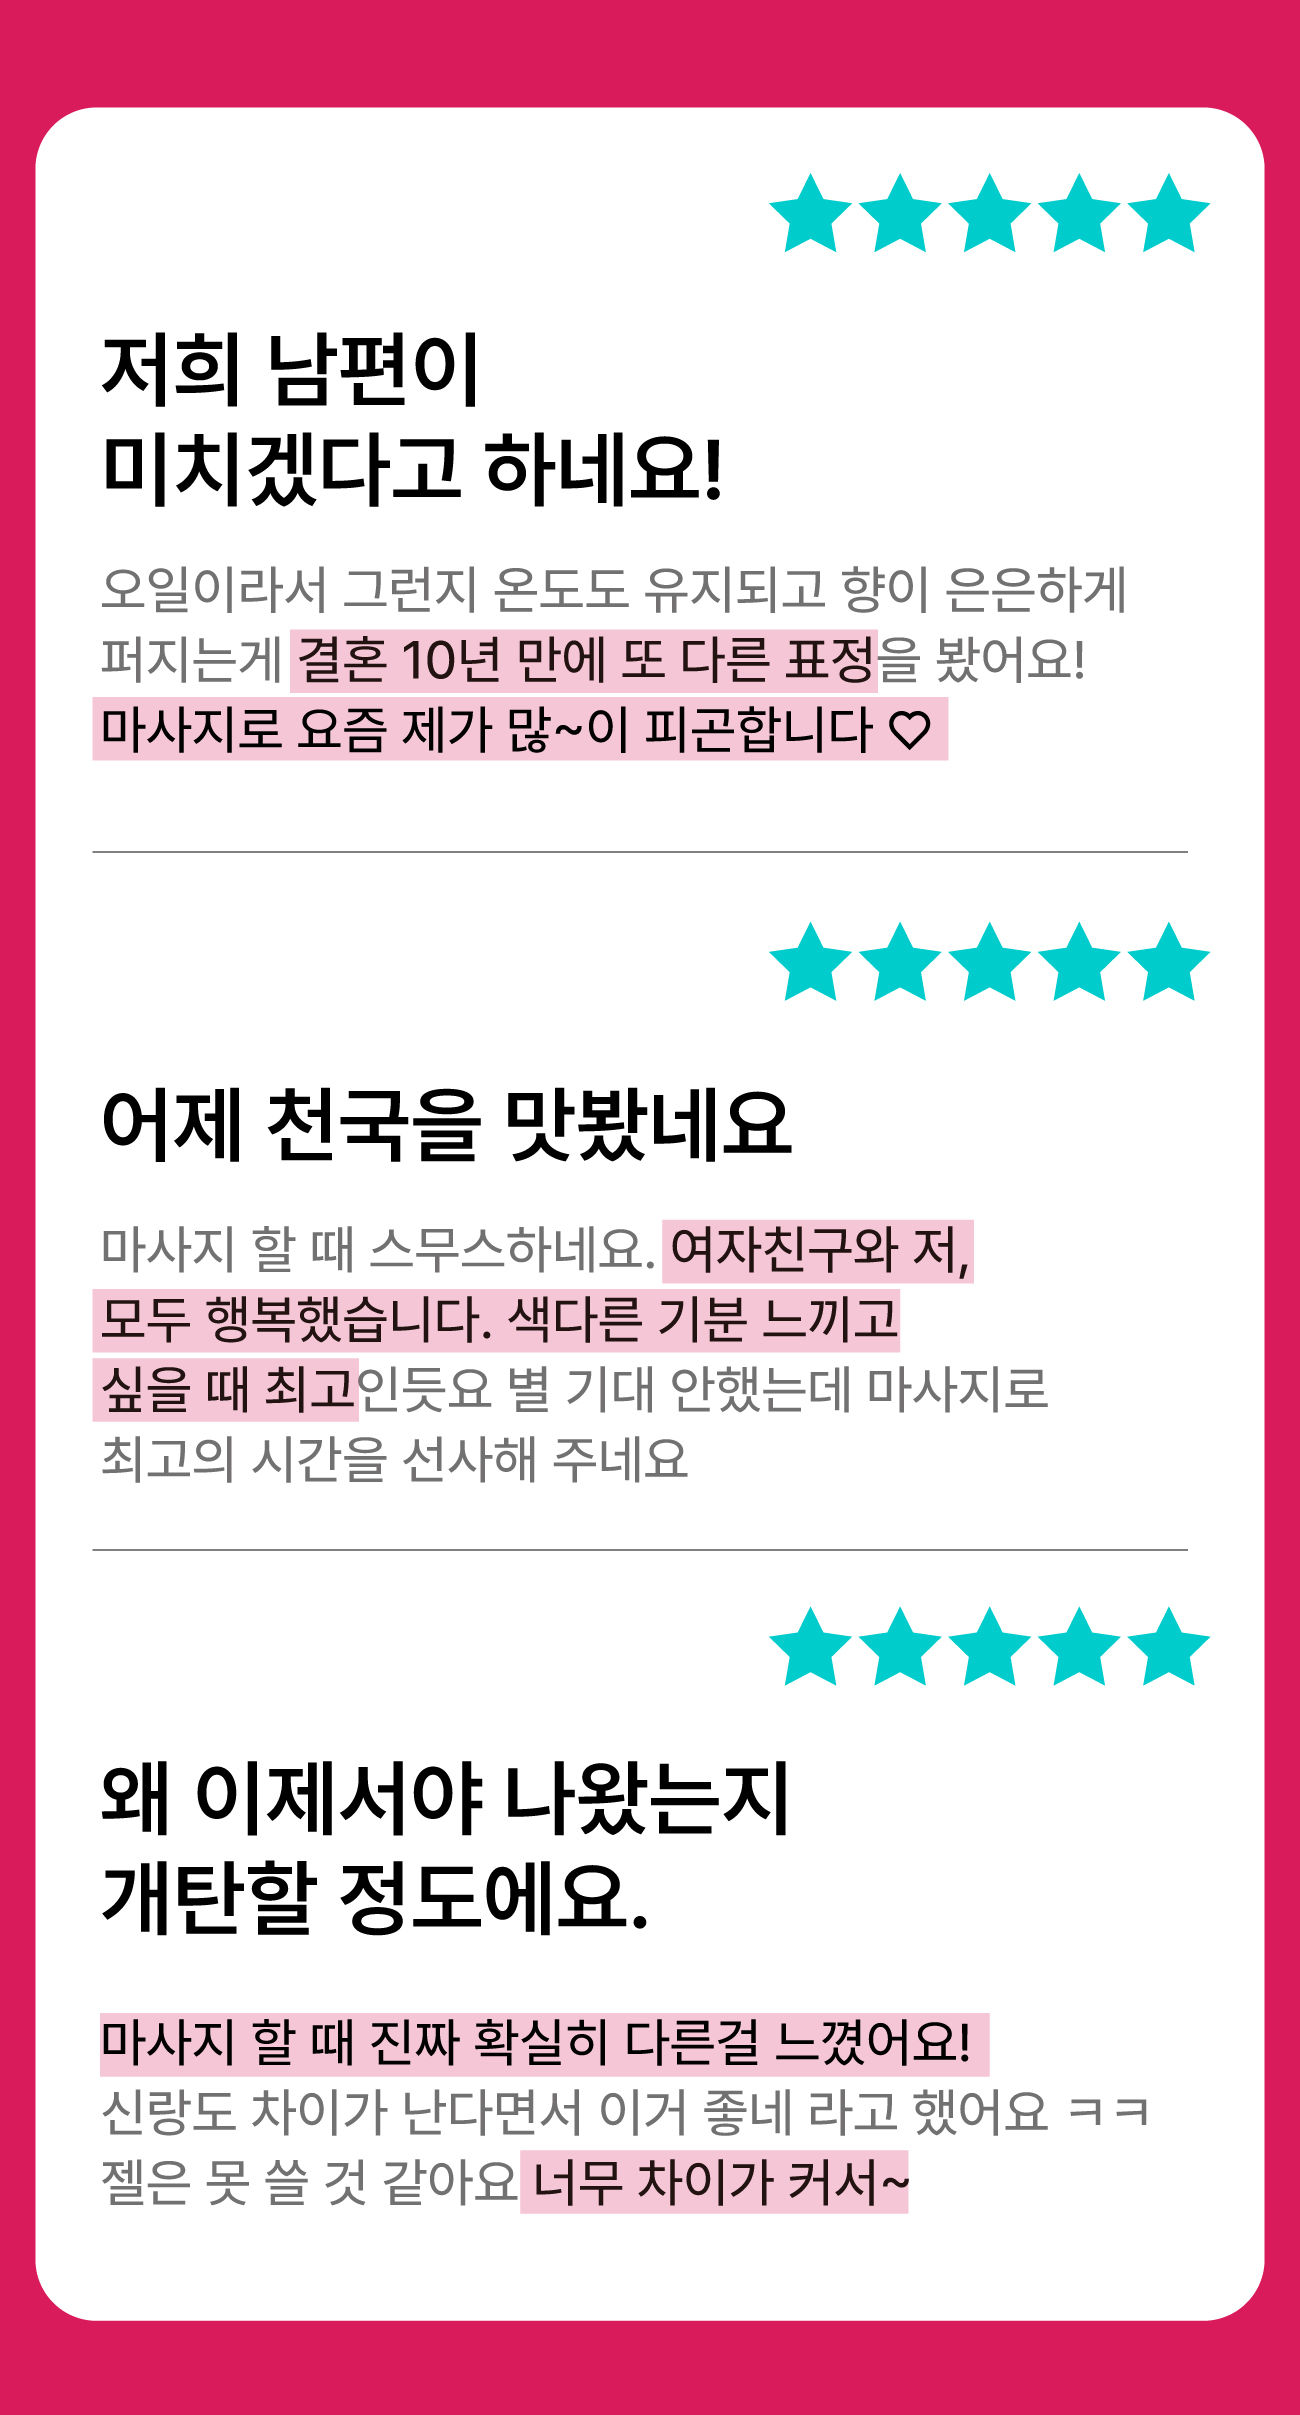 저희 남편이
미치겠다고 하네요!
오일이라서 그런지 온도도 유지되고 향이 은은하게
퍼지는게 결혼 10년 만에 또 다른 표정을 봤어요!
마사지로 요즘 제가 많~이 피곤합니다 ♡
어제 천국을 맛봤네요
마사지 할 때 스무스하네요. 여자친구와 저,
모두 행복했습니다. 색다른 기분 느끼고
싶을 때 최고인듯요 별 기대 안했는데 마사지로
최고의 시간을 선사해 주네요
왜 이제서야 나왔는지
개탄할 정도에요.
마사지 할 때 진짜 확실히 다른걸 느꼈어요!
신랑도 차이가 난다면서 이거 좋네 라고 했어요 ㅋㅋ
젤은 못 쓸 것 같아요 너무 차이가 커서~